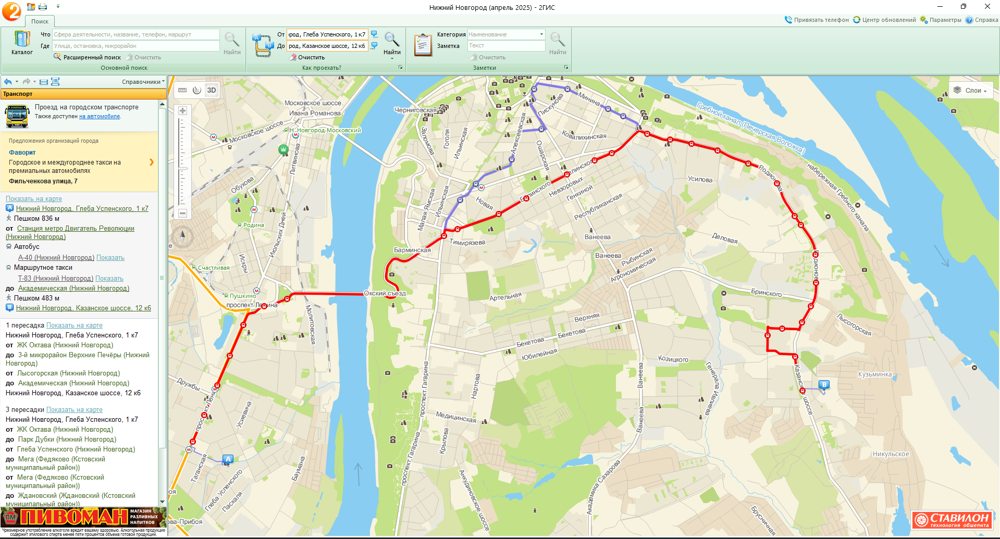 Нижний Новгород (апрель 2025) - 2ГИС
Поиск
Привязать телефон
Центр обновлений
Параметры
Справка
Каталог
Что
Сфера деятельности, название, телефон, маршрут
Где
Улица, остановка, микрорайон
Расширенный поиск
Очистить
Найти
Основной поиск
От
род, Глеба Успенского, 1 к7
До
род, Казанское шоссе, 12 к6
Очистить
Найти
Как проехать?
Категория
Наименование
Заметка
Текст
Очистить
Найти
Заметки
Справочники
Транспорт
Проезд на городском транспорте
Также доступен на автомобиле.
Предложения организаций города
Фаворит
Городское и междугороднее такси на
премиальных автомобилях
Фильченкова улица, 7
Показать на карте
A Нижний Новгород, Глеба Успенского, 1 к7
Пешком 836 м
от Станция метро Двигатель Революции
(Нижний Новгород)
Автобус
А-40 (Нижний Новгород) Показать
Маршрутное такси
Т-83 (Нижний Новгород) Показать
до Академическая (Нижний Новгород)
Пешком 483 м
B Нижний Новгород, Казанское шоссе, 12 к6
1 пересадка Показать на карте
Нижний Новгород, Глеба Успенского, 1 к7
от ЖК Октава (Нижний Новгород)
до 3-й микрорайон Верхние Печёры (Нижний
Новгород)
от Лысогорская (Нижний Новгород)
до Академическая (Нижний Новгород)
Нижний Новгород, Казанское шоссе, 12 к6
3 пересадки Показать на карте
Нижний Новгород, Глеба Успенского, 1 к7
от ЖК Октава (Нижний Новгород)
до Парк Дубки (Нижний Новгород)
от Глеба Успенского (Нижний Новгород)
до Мега (Федяково (Кстовский
муниципальный район))
от Мега (Федяково (Кстовский
муниципальный район))
до Ждановский (Ждановский (Кстовский
муниципальный район))
ПМ ПИВОМАН
МАГАЗИН
РАЗЛИВНЫХ
НАПИТКОВ
Чрезмерное употребление алкоголя вредит вашему здоровью. Алкогольная продукция
содержит этилового спирта менее пяти процентов объема готовой продукции.
3D
Слои
Московское шоссе
Ивана Романова
Черниговская
Московское шоссе
Н. Новгород-Московский
Литвинова
Обухова
Родина
Июльских Дней
Искры
Счастливая
Пушкино
проспект Ленина
Молитовская
Дружбы
проспект Ленина
Усиевича
Таганская
Глеба Успенского
Паскаля
Баумана
ова-Прибоя
Заломова
Гоголя
Ильинская
Алексеевская
Пискунова
Минина
Ковалихинская
Ошарская
Белинского
Белинского
Невзоровых
Генкиной
Республиканская
Новая
Малая Ямская
Ильинская
Тимирязева
Барминская
Окский съезд
Ванеева
Ванеева
Рыбинская
Агрономическая
Артельная
Верхняя
Бекетова
Бекетова
Юбилейная
проспект Гагарина
проспект Гагарина
Нартова
Медицинская
Крылова
Анкудиновское шоссе
Академика Сахарова
Ванеева
Ванеева
Козицкого
Генерала Ивлиева
Усилова
Деловая
Родионова
Родионова
Бринского
Лысогорская
Казанское шоссе
Кузьминка
Никульское
Брусничная
Гребной канал (Печерская Воложка)
набережная Гребного канала
A
B
СТАВИЛОН
технология общепита